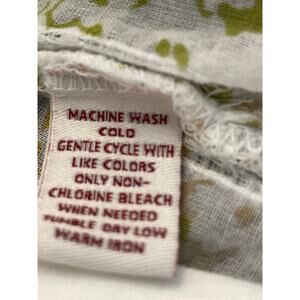 MACHINE WASH
COLD
GENTLE CYCLE WITH
LIKE COLORS
ONLY NON-
CHLORINE BLEACH
WHEN NEEDED
TUMBLE DRY LOW
WARM IRON